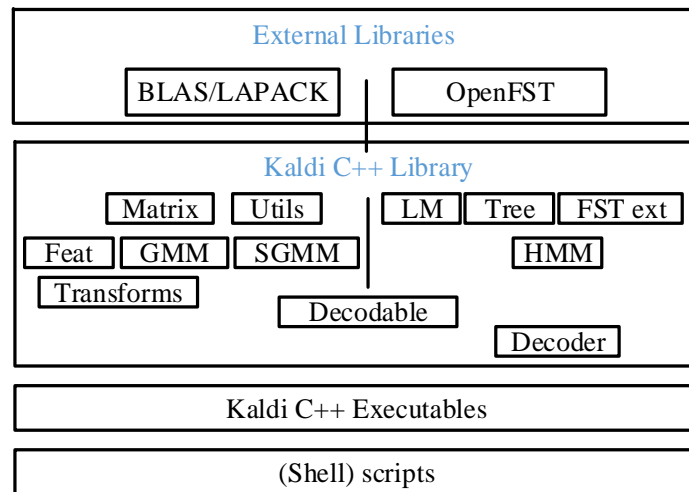 External Libraries
BLAS/LAPACK OpenFST
Kaldi C++ Library
Matrix Utils LM Tree FST ext
Feat GMM SGMM HMM
Transforms
Decodable
Decoder
Kaldi C++ Executables
(Shell) scripts